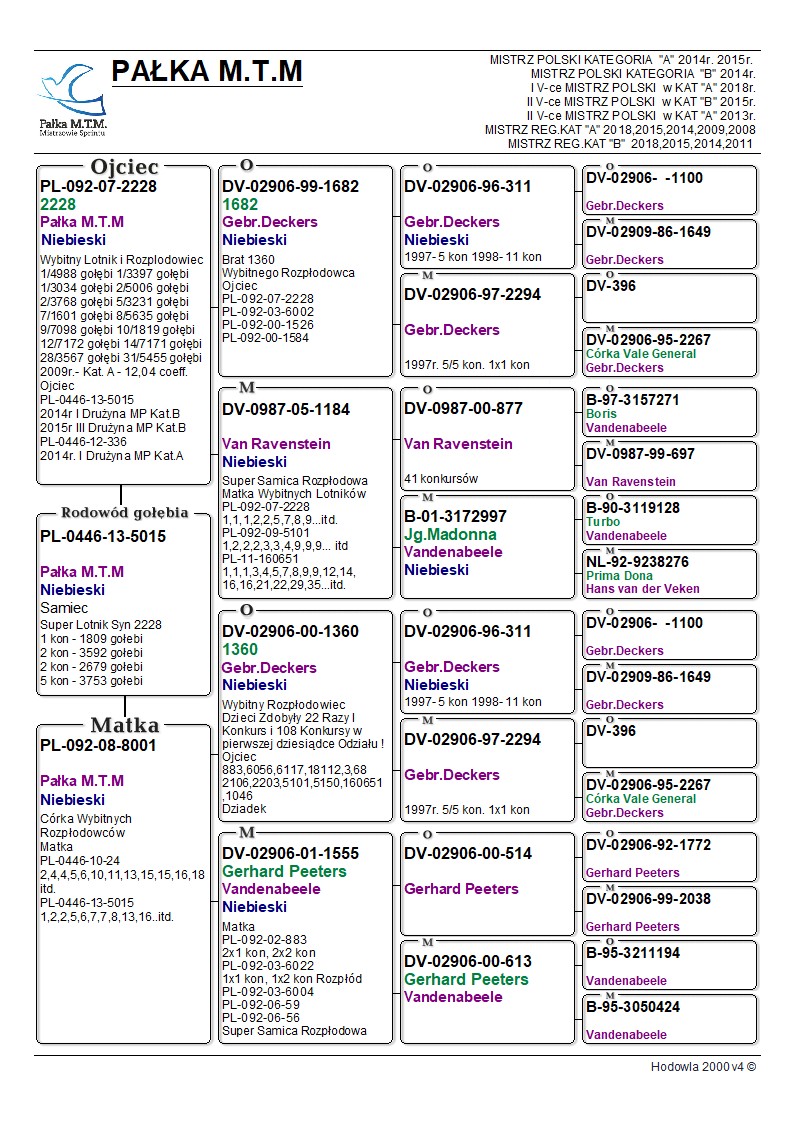 PAŁKA M.T.M
Pałka M.T.M.
Mistrzowie Sprintu
MISTRZ POLSKI KATEGORIA "A" 2014r. 2015r.
MISTRZ POLSKI KATEGORIA "B" 2014r.
I V-ce MISTRZ POLSKI w KAT "A" 2018r.
II V-ce MISTRZ POLSKI w KAT "B" 2015r.
II V-ce MISTRZ POLSKI w KAT "A" 2013r.
MISTRZ REG.KAT "A" 2018,2015,2014,2009,2008
MISTRZ REG.KAT "B" 2018,2015,2014,2011
Ojciec
PL-092-07-2228
2228
Pałka M.T.M
Niebieski
Wybitny Lotnik i Rozplodowiec
1/4988 gołębi 1/3397 gołębi
1/3034 gołębi 2/5006 gołębi
2/3768 gołębi 5/3231 gołębi
7/1601 gołębi 8/5635 gołębi
9/7098 gołębi 10/1819 gołębi
12/7172 gołębi 14/7171 gołębi
28/3567 gołębi 31/5455 gołębi
2009r.- Kat. A - 12,04 coeff.
Ojciec
PL-0446-13-5015
2014r I Drużyna MP Kat.B
2015r III Drużyna MP Kat.B
PL-0446-12-336
2014r. I Drużyna MP Kat.A
Rodowód gołębia
PL-0446-13-5015
Pałka M.T.M
Niebieski
Samiec
Super Lotnik Syn 2228
1 kon - 1809 gołebi
2 kon - 3592 gołebi
2 kon - 2679 gołebi
5 kon - 3753 gołebi
Matka
PL-092-08-8001
Pałka M.T.M
Niebieski
Córka Wybitnych
Rozpłodowców
Matka
PL-0446-10-24
2,4,4,5,6,10,11,13,15,15,16,18
itd.
PL-0446-13-5015
1,2,2,5,6,7,7,8,13,16..itd.
O
DV-02906-99-1682
1682
Gebr.Deckers
Niebieski
Brat 1360
Wybitnego Rozpłodowca
Ojciec
PL-092-07-2228
PL-092-03-6002
PL-092-00-1526
PL-092-00-1584
M
DV-0987-05-1184
Van Ravenstein
Niebieski
Super Samica Rozpłodowa
Matka Wybitnych Lotników
PL-092-07-2228
1,1,1,2,2,5,7,8,9...itd.
PL-092-09-5101
1,2,2,2,3,3,4,9,9,9... itd
PL-11-160651
1,1,1,3,4,5,7,8,9,9,12,14,
16,16,21,22,29,35...itd.
O
DV-02906-00-1360
1360
Gebr.Deckers
Niebieski
Wybitny Rozpłodowiec
Dzieci Zdobyły 22 Razy I
Konkurs i 108 Konkursy w
pierwszej dziesiądce Odziału !
Ojciec
883,6056,6117,18112,3,68
2106,2203,5101,5150,160651
,1046
Dziadek
M
DV-02906-01-1555
Gerhard Peeters
Vandenabeele
Niebieski
Matka
PL-092-02-883
2x1 kon, 2x2 kon
PL-092-03-6022
1x1 kon, 1x2 kon Rozpłód
PL-092-03-6004
PL-092-06-59
PL-092-06-56
Super Samica Rozpłodowa
O
DV-02906-96-311
Gebr.Deckers
Niebieski
1997- 5 kon 1998- 11 kon
M
DV-02906-97-2294
Gebr.Deckers
1997r. 5/5 kon. 1x1 kon
O
DV-0987-00-877
Van Ravenstein
41 konkursów
M
B-01-3172997
Jg.Madonna
Vandenabeele
Niebieski
O
DV-02906-96-311
Gebr.Deckers
Niebieski
1997- 5 kon 1998- 11 kon
M
DV-02906-97-2294
Gebr.Deckers
1997r. 5/5 kon. 1x1 kon
O
DV-02906-00-514
Gerhard Peeters
M
DV-02906-00-613
Gerhard Peeters
Vandenabeele
O
DV-02906- -1100
Gebr.Deckers
M
DV-02909-86-1649
Gebr.Deckers
O
DV-396
M
DV-02906-95-2267
Córka Vale General
Gebr.Deckers
O
B-97-3157271
Boris
Vandenabeele
M
DV-0987-99-697
Van Ravenstein
O
B-90-3119128
Turbo
Vandenabeele
M
NL-92-9238276
Prima Dona
Hans van der Veken
O
DV-02906- -1100
Gebr.Deckers
M
DV-02909-86-1649
Gebr.Deckers
O
DV-396
M
DV-02906-95-2267
Córka Vale General
Gebr.Deckers
O
DV-02906-92-1772
Gerhard Peeters
M
DV-02906-99-2038
Gerhard Peeters
O
B-95-3211194
Vandenabeele
M
B-95-3050424
Vandenabeele
Hodowla 2000v4 ©